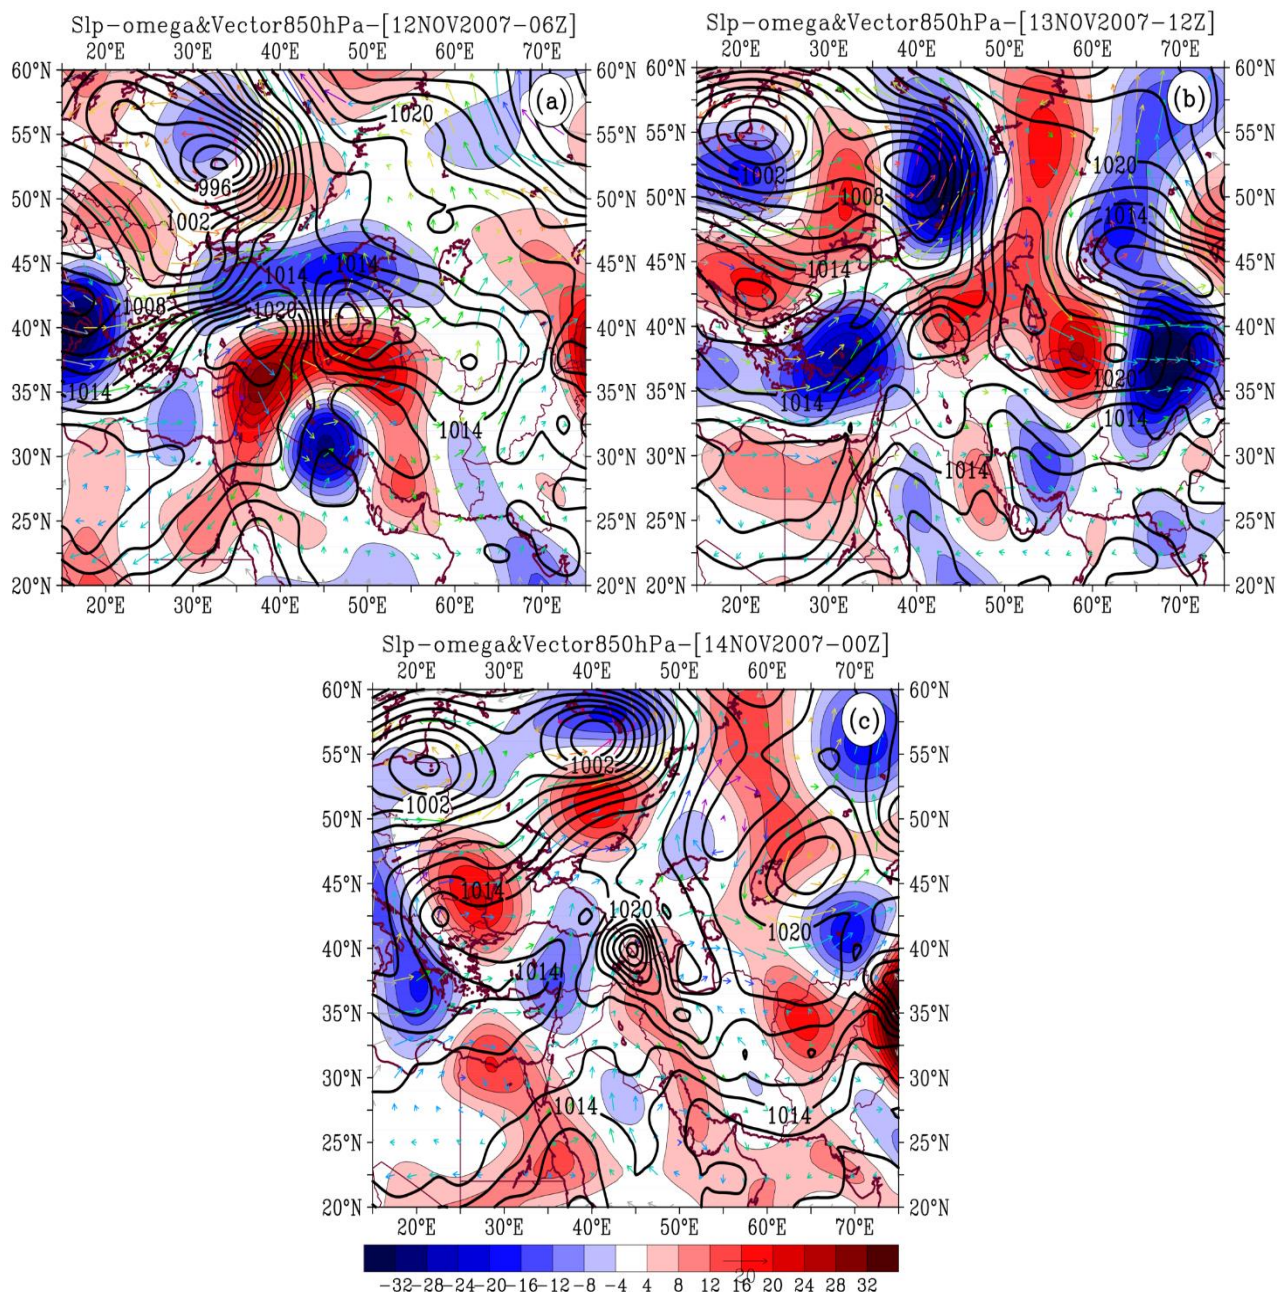 Slp-omega&Vector850hPa-[12NOV2007-06Z]
20°E 30°E 40°E 50°E 60°E 70°E
60°N 55°N 50°N 45°N 40°N 35°N 30°N 25°N 20°N
(a)
1020
996
1002
1014 1014
1008
1020
1014
1014
60°N 55°N 50°N 45°N 40°N 35°N 30°N 25°N 20°N
20°E 30°E 40°E 50°E 60°E 70°E
Slp-omega&Vector850hPa-[13NOV2007-12Z]
20°E 30°E 40°E 50°E 60°E 70°E
60°N 55°N 50°N 45°N 40°N 35°N 30°N 25°N 20°N
(b)
1020
1002
1008
1014
1014
1020
1014
1014
1014
60°N 55°N 50°N 45°N 40°N 35°N 30°N 25°N 20°N
20°E 30°E 40°E 50°E 60°E 70°E
Slp-omega&Vector850hPa-[14NOV2007-00Z]
20°E 30°E 40°E 50°E 60°E 70°E
60°N 55°N 50°N 45°N 40°N 35°N 30°N 25°N 20°N
(c)
1002
1002
1014
1020
1020
1014
1014
1014
60°N 55°N 50°N 45°N 40°N 35°N 30°N 25°N 20°N
20°E 30°E 40°E 50°E 60°E 70°E
20
-32 -28 -24 -20 -16 -12 -8 -4 4 8 12 16 20 24 28 32